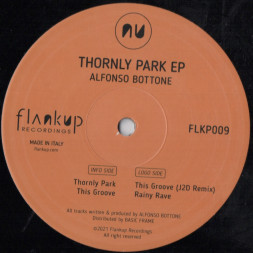 nu
THORNLY PARK EP
ALFONSO BOTTONE
flankup
RECORDINGS
MADE IN ITALY
flankup.com
FLKP009
INFO SIDE
Thornly Park
This Groove
LOGO SIDE
This Groove (J2D Remix)
Rainy Rave
All tracks written & produced by ALFONSO BOTTONE
Distributed by BASIC FRAME
©2021 Flankup Recordings
All right reserved